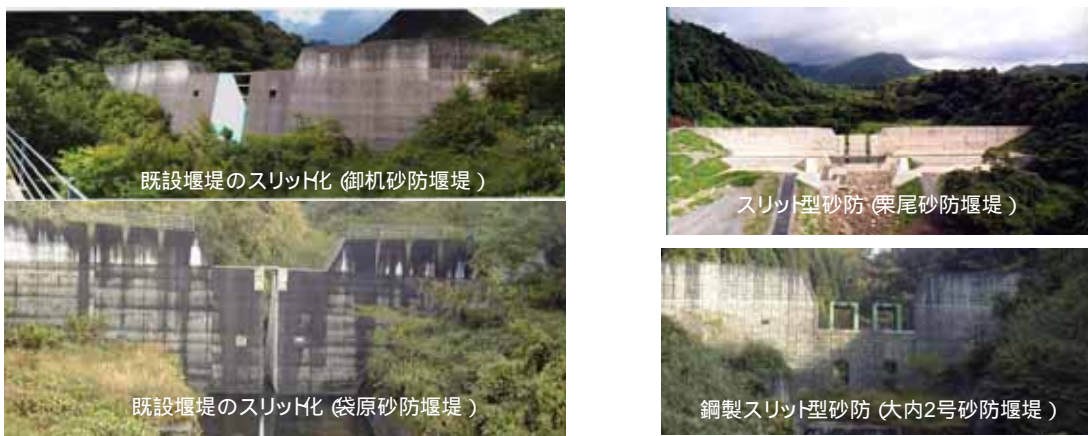 既設堰堤のスリット化 (御机砂防堰堤)
既設堰堤のスリット化 (袋原砂防堰堤)
スリット型砂防 (栗尾砂防堰堤)
鋼製スリット型砂防 (大内2号砂防堰堤)